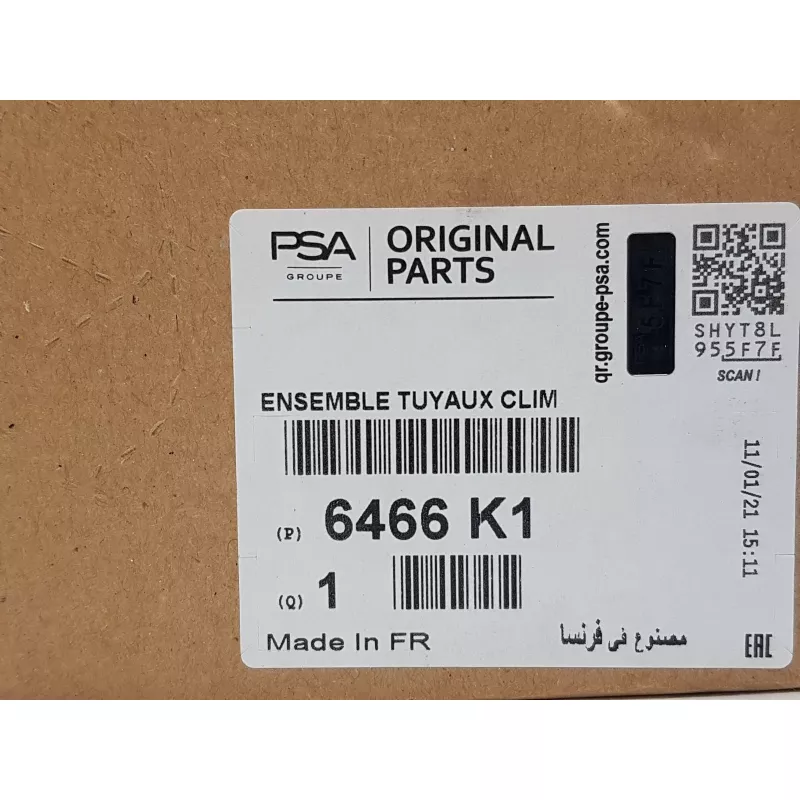 PSA
GROUPE
ORIGINAL
PARTS
qr.groupe-psa.com
SHYT8L
955F7F
SCAN!
ENSEMBLE TUYAUX CLIM
(P) 6466 K1
(Q) 1
11/01/21 15:11
Made In FR
مصنوع في فرنسا
EAC